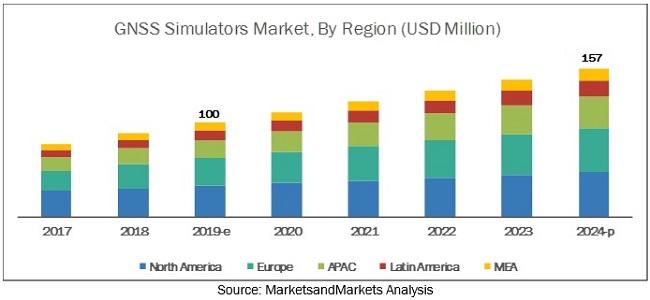 GNSS Simulators Market, By Region (USD Million)
157
100
2017 2018 2019-e 2020 2021 2022 2023 2024-p
North America Europe APAC Latin America MEA
Source: MarketsandMarkets Analysis